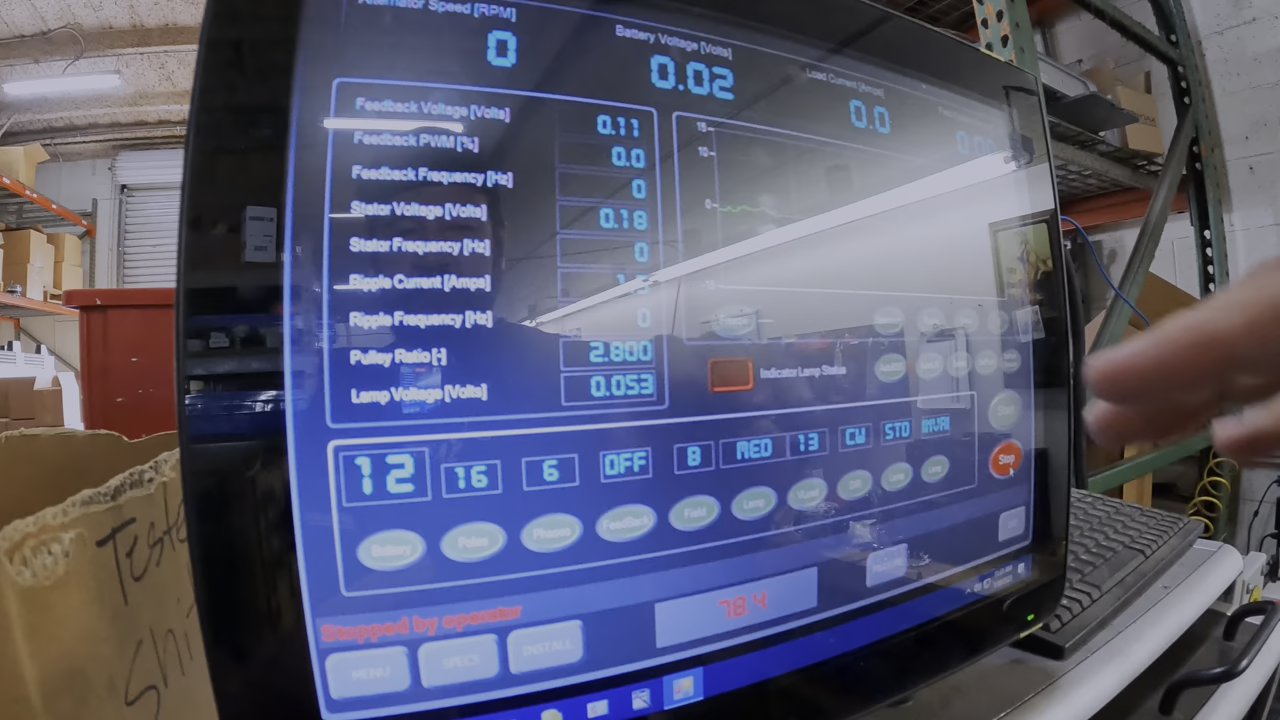 Alternator Speed [RPM]
0
Battery Voltage [Volts]
0.02
Load Current [Amps]
0.0
Feedback Voltage [Volts] 0.11
Feedback PWM [%] 0.0
Feedback Frequency [Hz] 0
Stator Voltage [Volts] 0.18
Stator Frequency [Hz] 0
Ripple Current [Amps]
Ripple Frequency [Hz] 0
Pulley Ratio [-] 2.800
Lamp Voltage [Volts] 0.053
15
10
0
Indicator Lamp Status
12 16 6 OFF 8 MED 13 CW STD
Battery Poles Phases FeedBack Field Lamp
Stop
Stopped by operator
78.4
MENU SPECS INSTALL
Teste
Shi